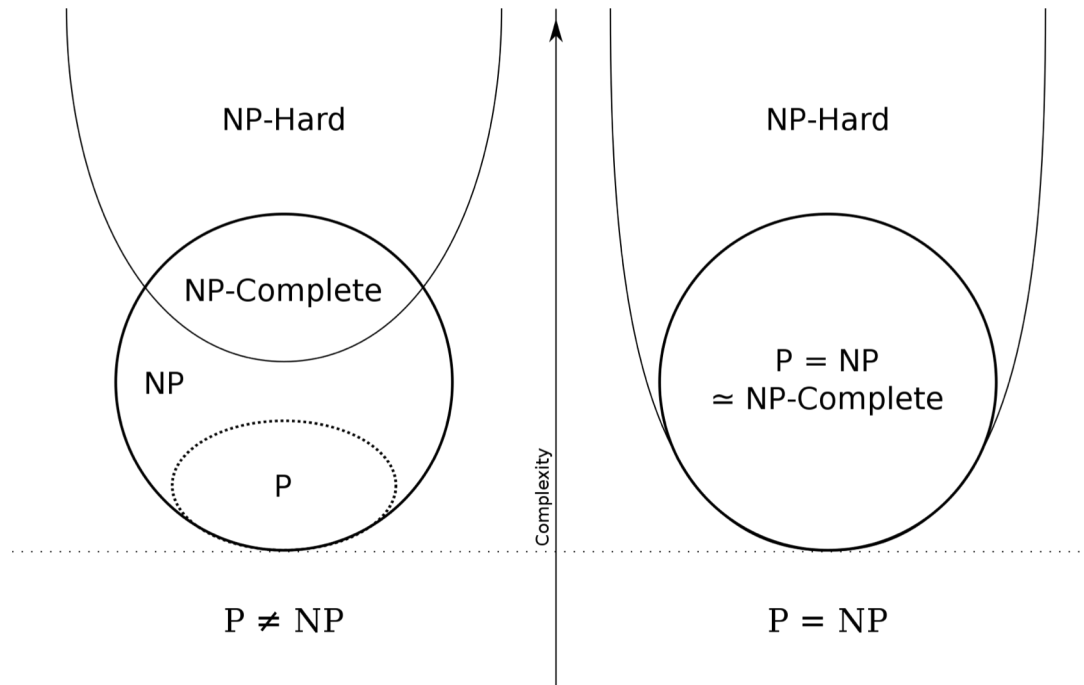 NP-Hard
NP-Complete
NP
P
P ≠ NP
Complexity
NP-Hard
P = NP
≃ NP-Complete
P = NP